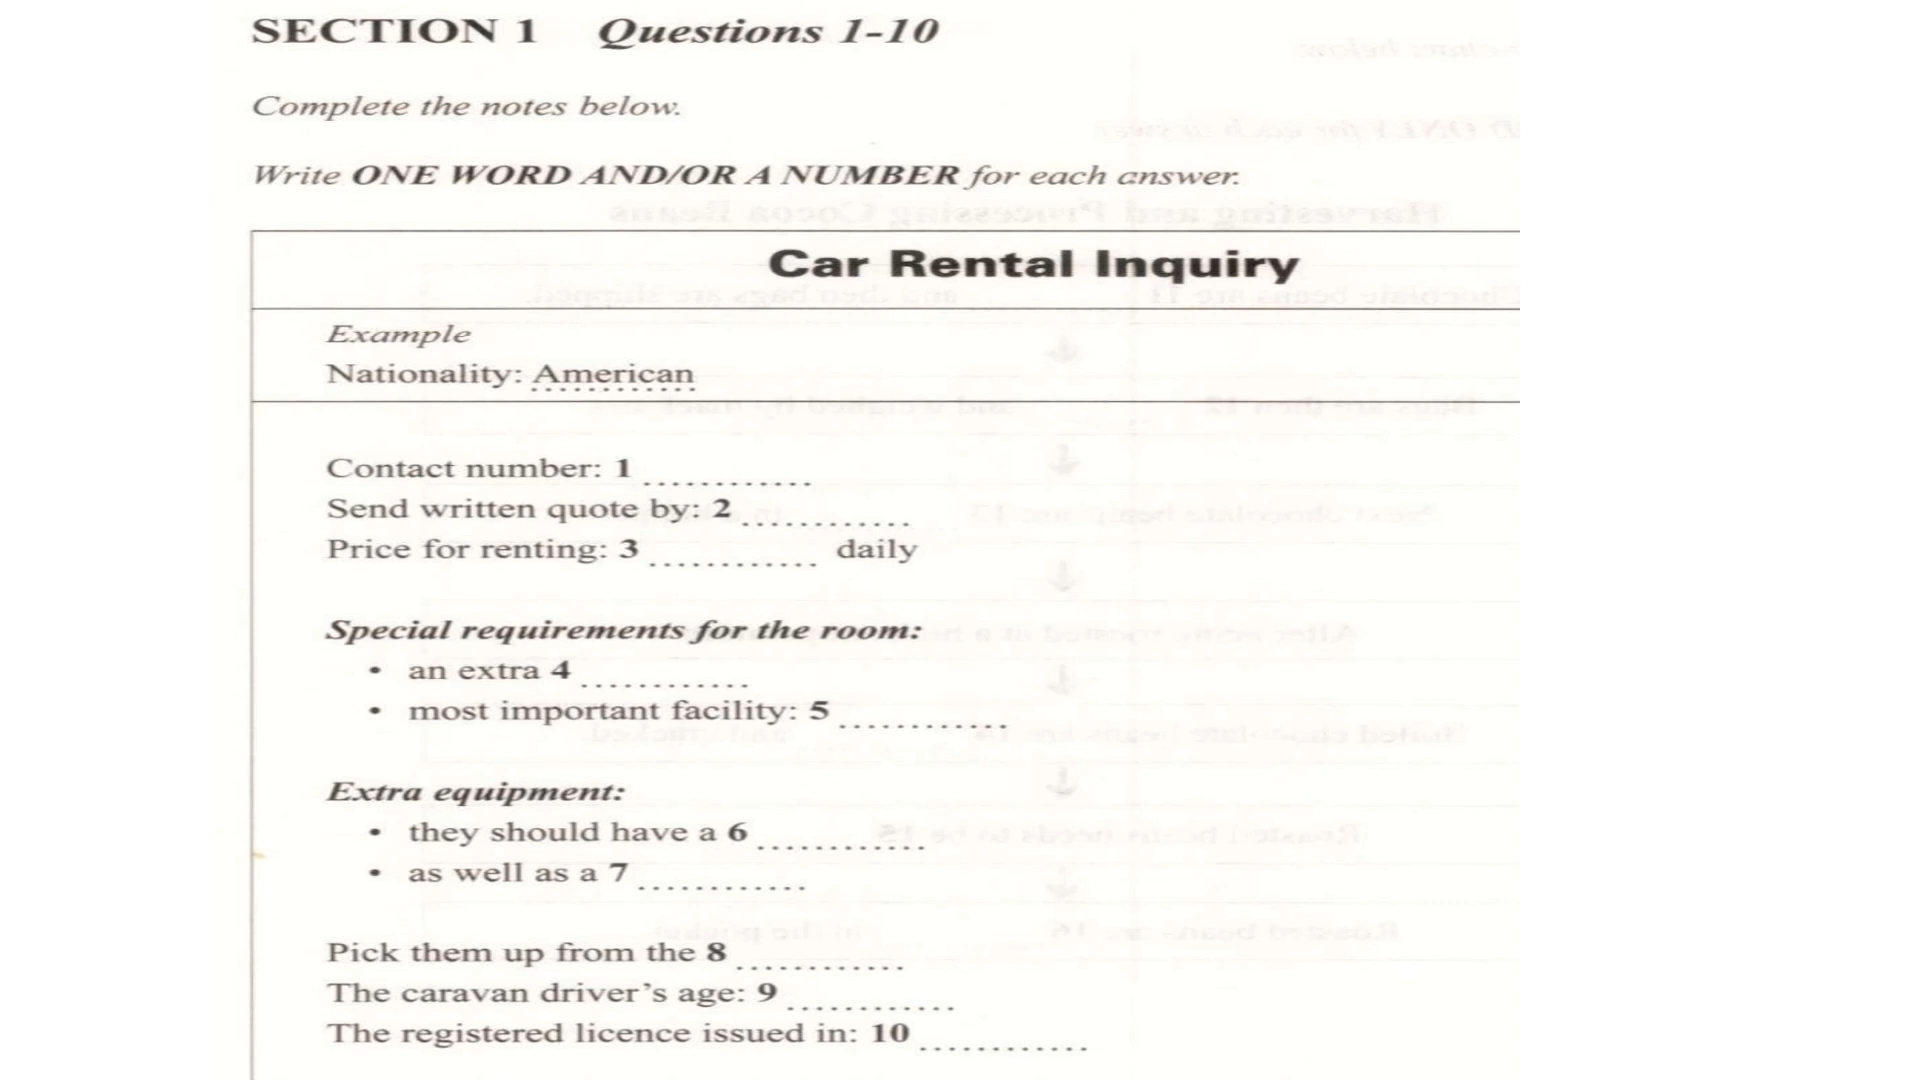 SECTION 1 Questions 1-10
Complete the notes below.
Write ONE WORD AND/OR A NUMBER for each answer.
Car Rental Inquiry
Example
Nationality: American
Contact number: 1 ............
Send written quote by: 2 ............
Price for renting: 3 ............ daily
Special requirements for the room:
• an extra 4 ............
• most important facility: 5 ............
Extra equipment:
• they should have a 6 ............
• as well as a 7 ............
Pick them up from the 8 ............
The caravan driver's age: 9 ............
The registered licence issued in: 10 ............